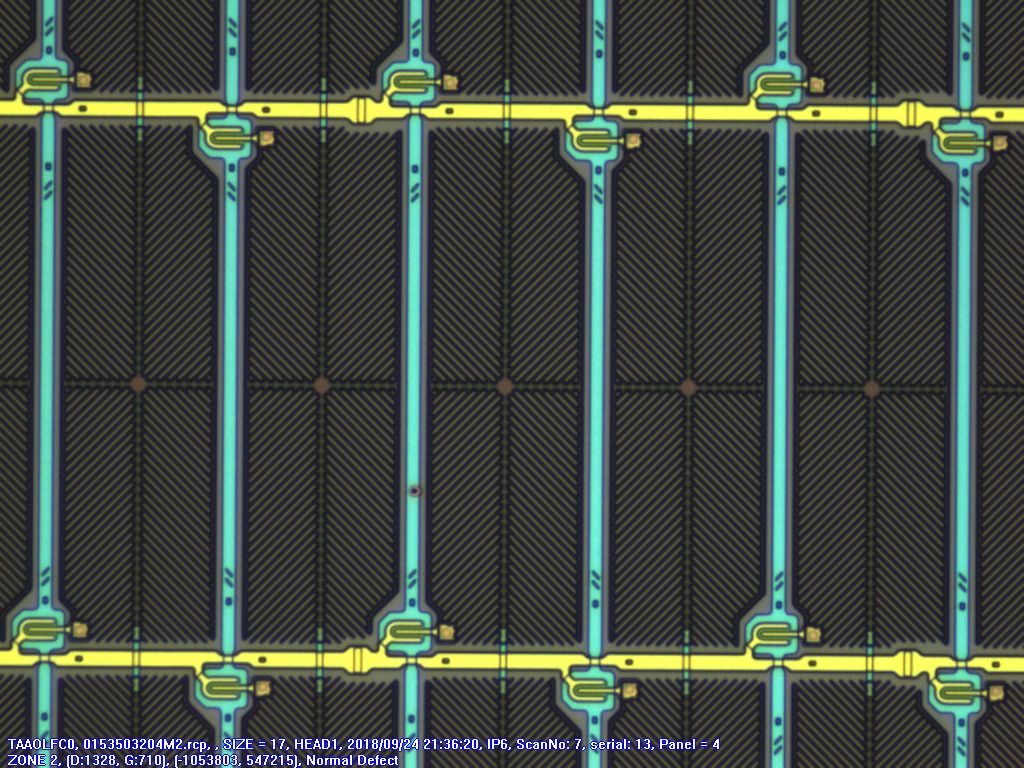 TAAOLFC0, 0153503204M2.rcp, , SIZE = 17, HEAD1, 2018/09/24 21:36:20, IP6, ScanNo: 7, serial: 13, Panel = 4
ZONE 2, [D:1328, G:710], [-1053803, 547215], Normal Defect